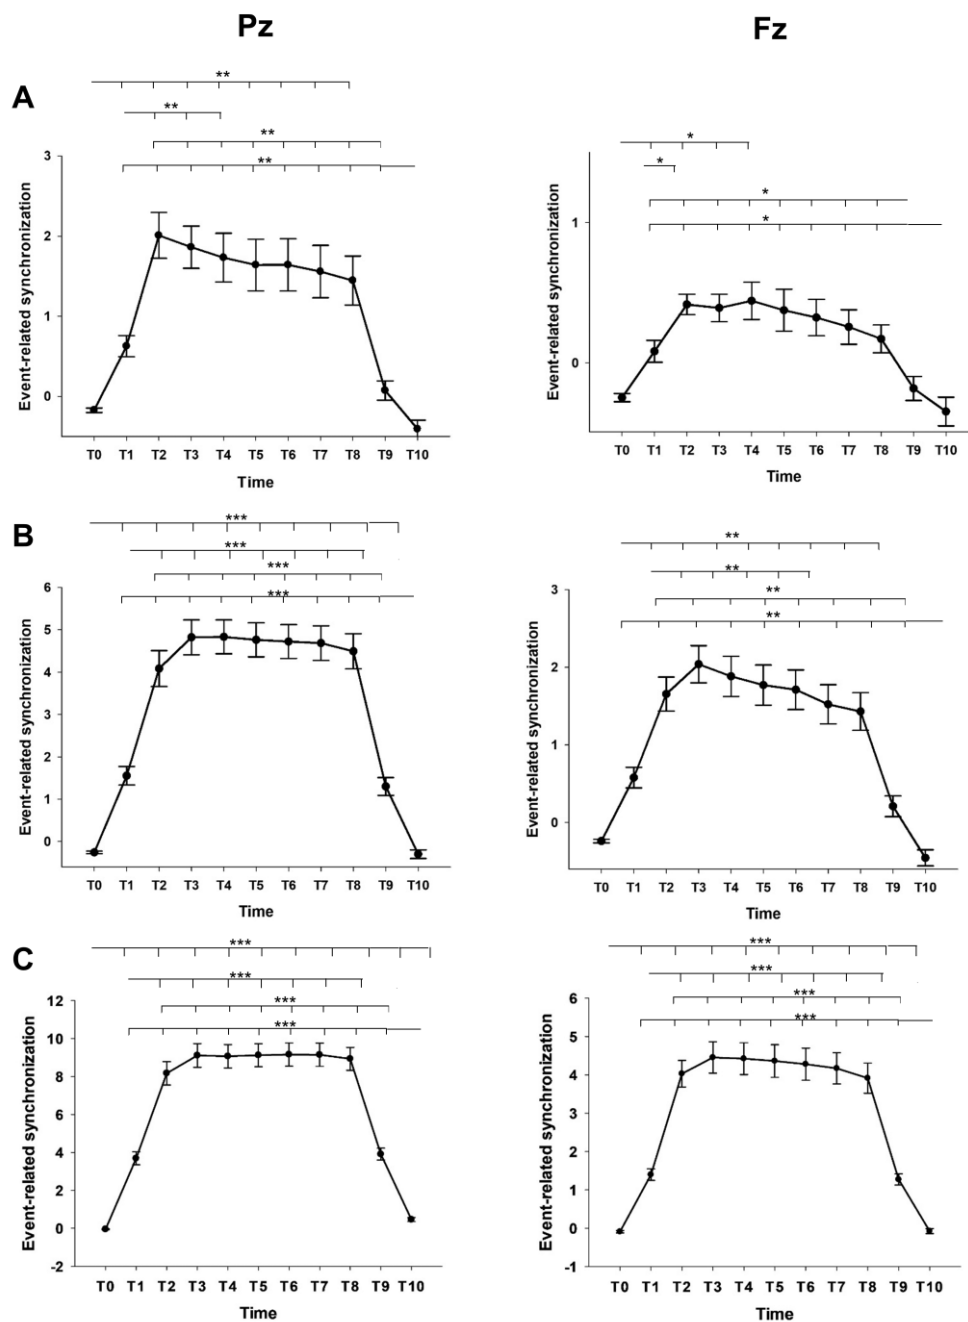 Pz
Fz
A
**
**
**
**
3
2
1
0
Event-related synchronization
T0 T1 T2 T3 T4 T5 T6 T7 T8 T9 T10
Time
*
*
*
*
1
0
Event-related synchronization
T0 T1 T2 T3 T4 T5 T6 T7 T8 T9 T10
Time
B
***
***
***
***
6
5
4
3
2
1
0
Event-related synchronization
T0 T1 T2 T3 T4 T5 T6 T7 T8 T9 T10
Time
**
**
**
**
3
2
1
0
Event-related synchronization
T0 T1 T2 T3 T4 T5 T6 T7 T8 T9 T10
Time
C
***
***
***
***
12
10
8
6
4
2
0
-2
Event-related synchronization
T0 T1 T2 T3 T4 T5 T6 T7 T8 T9 T10
Time
***
***
***
***
6
5
4
3
2
1
0
-1
Event-related synchronization
T0 T1 T2 T3 T4 T5 T6 T7 T8 T9 T10
Time